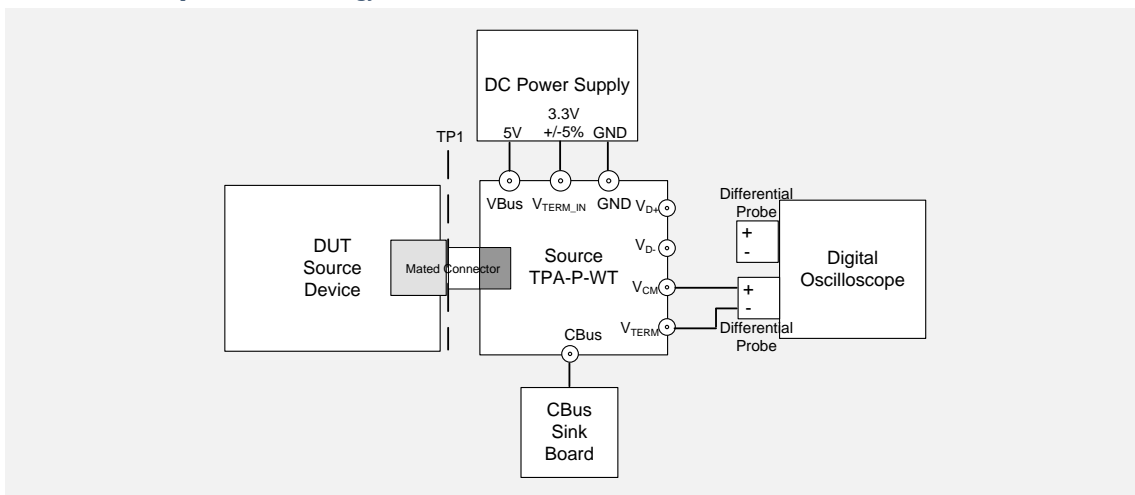 DC Power Supply
3.3V
5V +/-5% GND
TP1
VBus VTERM_IN GND VD+
VD-
VCM
VTERM
Source
TPA-P-WT
CBus
DUT
Source
Device
Mated Connector
Differential
Probe
+
-
+
-
Differential
Probe
Digital
Oscilloscope
CBus
Sink
Board